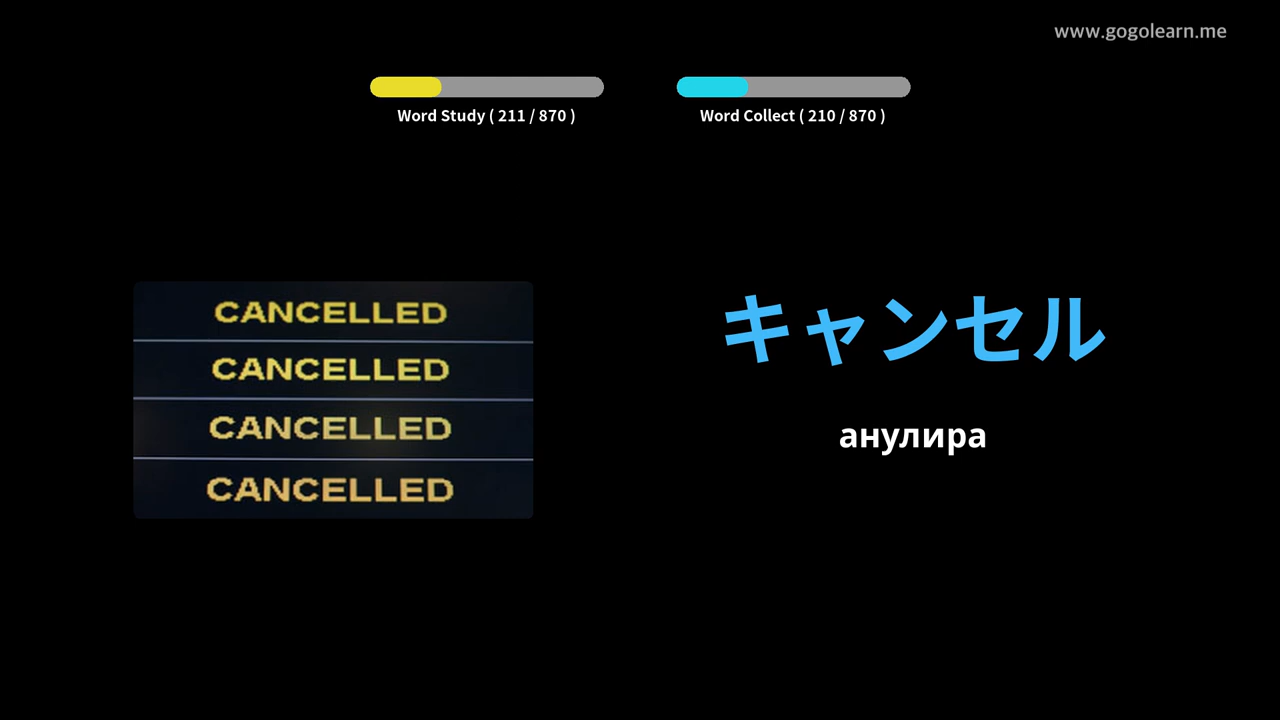 www.gogolearn.me
Word Study ( 211 / 870 )
Word Collect ( 210 / 870 )
CANCELLED
CANCELLED
CANCELLED
CANCELLED
キャンセル
анулира